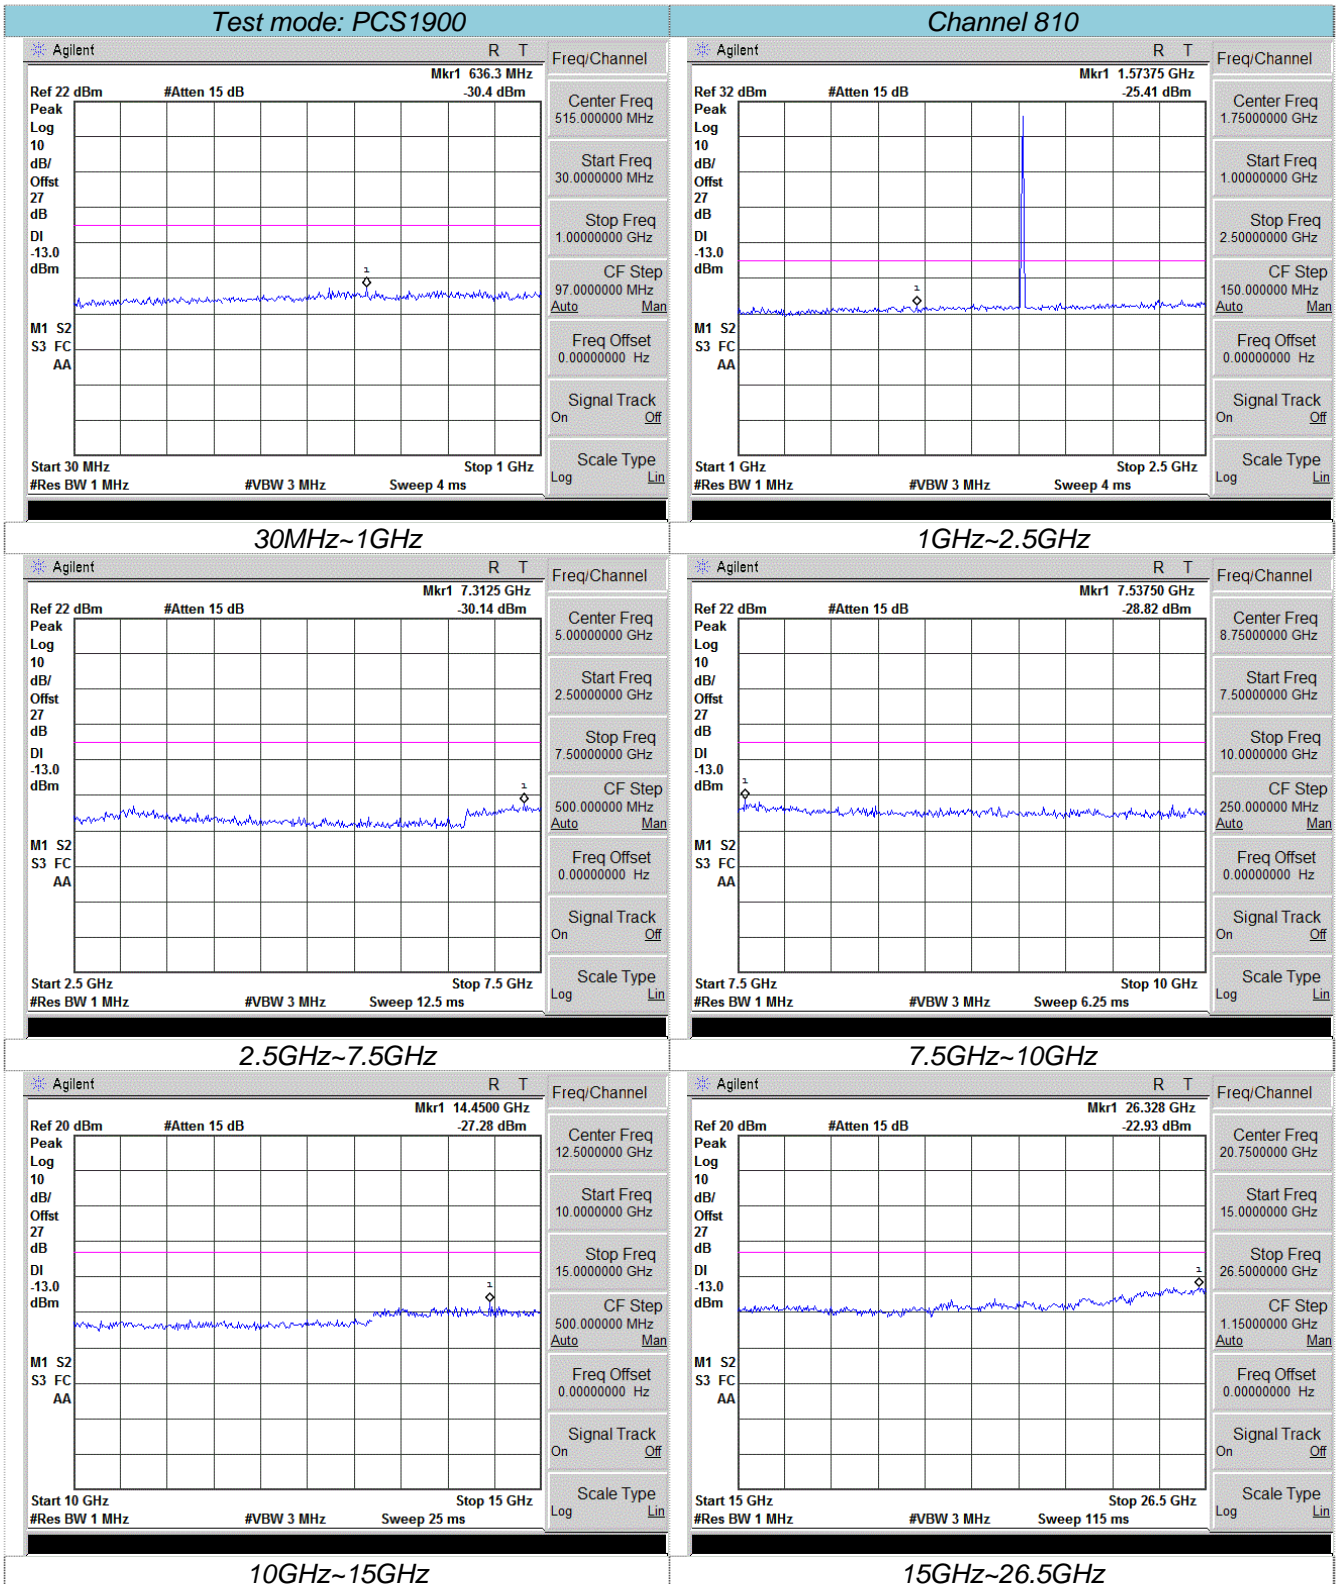 Test mode: PCS1900
Channel 810
Agilent R T
Freq/Channel
Mkr1 636.3 MHz
Ref 22 dBm #Atten 15 dB -30.4 dBm
Peak
Log
10
dB/
Offst
27
dB
DI
-13.0
dBm
M1 S2
S3 FC
AA
1
Start 30 MHz Stop 1 GHz
#Res BW 1 MHz #VBW 3 MHz Sweep 4 ms
Center Freq
515.000000 MHz
Start Freq
30.0000000 MHz
Stop Freq
1.00000000 GHz
CF Step
97.0000000 MHz
Auto Man
Freq Offset
0.00000000 Hz
Signal Track
On Off
Scale Type
Log Lin
Agilent R T
Freq/Channel
Mkr1 1.57375 GHz
Ref 32 dBm #Atten 15 dB -25.41 dBm
Peak
Log
10
dB/
Offst
27
dB
DI
-13.0
dBm
M1 S2
S3 FC
AA
1
Start 1 GHz Stop 2.5 GHz
#Res BW 1 MHz #VBW 3 MHz Sweep 4 ms
Center Freq
1.75000000 GHz
Start Freq
1.00000000 GHz
Stop Freq
2.50000000 GHz
CF Step
150.000000 MHz
Auto Man
Freq Offset
0.00000000 Hz
Signal Track
On Off
Scale Type
Log Lin
30MHz~1GHz
1GHz~2.5GHz
Agilent R T
Freq/Channel
Mkr1 7.3125 GHz
Ref 22 dBm #Atten 15 dB -30.14 dBm
Peak
Log
10
dB/
Offst
27
dB
DI
-13.0
dBm
M1 S2
S3 FC
AA
1
Start 2.5 GHz Stop 7.5 GHz
#Res BW 1 MHz #VBW 3 MHz Sweep 12.5 ms
Center Freq
5.00000000 GHz
Start Freq
2.50000000 GHz
Stop Freq
7.50000000 GHz
CF Step
500.000000 MHz
Auto Man
Freq Offset
0.00000000 Hz
Signal Track
On Off
Scale Type
Log Lin
Agilent R T
Freq/Channel
Mkr1 7.53750 GHz
Ref 22 dBm #Atten 15 dB -28.82 dBm
Peak
Log
10
dB/
Offst
27
dB
DI
-13.0
dBm
M1 S2
S3 FC
AA
1
Start 7.5 GHz Stop 10 GHz
#Res BW 1 MHz #VBW 3 MHz Sweep 6.25 ms
Center Freq
8.75000000 GHz
Start Freq
7.50000000 GHz
Stop Freq
10.0000000 GHz
CF Step
250.000000 MHz
Auto Man
Freq Offset
0.00000000 Hz
Signal Track
On Off
Scale Type
Log Lin
2.5GHz~7.5GHz
7.5GHz~10GHz
Agilent R T
Freq/Channel
Mkr1 14.4500 GHz
Ref 20 dBm #Atten 15 dB -27.28 dBm
Peak
Log
10
dB/
Offst
27
dB
DI
-13.0
dBm
M1 S2
S3 FC
AA
1
Start 10 GHz Stop 15 GHz
#Res BW 1 MHz #VBW 3 MHz Sweep 25 ms
Center Freq
12.5000000 GHz
Start Freq
10.0000000 GHz
Stop Freq
15.0000000 GHz
CF Step
500.000000 MHz
Auto Man
Freq Offset
0.00000000 Hz
Signal Track
On Off
Scale Type
Log Lin
Agilent R T
Freq/Channel
Mkr1 26.328 GHz
Ref 20 dBm #Atten 15 dB -22.93 dBm
Peak
Log
10
dB/
Offst
27
dB
DI
-13.0
dBm
M1 S2
S3 FC
AA
1
Start 15 GHz Stop 26.5 GHz
#Res BW 1 MHz #VBW 3 MHz Sweep 115 ms
Center Freq
20.7500000 GHz
Start Freq
15.0000000 GHz
Stop Freq
26.5000000 GHz
CF Step
1.15000000 GHz
Auto Man
Freq Offset
0.00000000 Hz
Signal Track
On Off
Scale Type
Log Lin
10GHz~15GHz
15GHz~26.5GHz